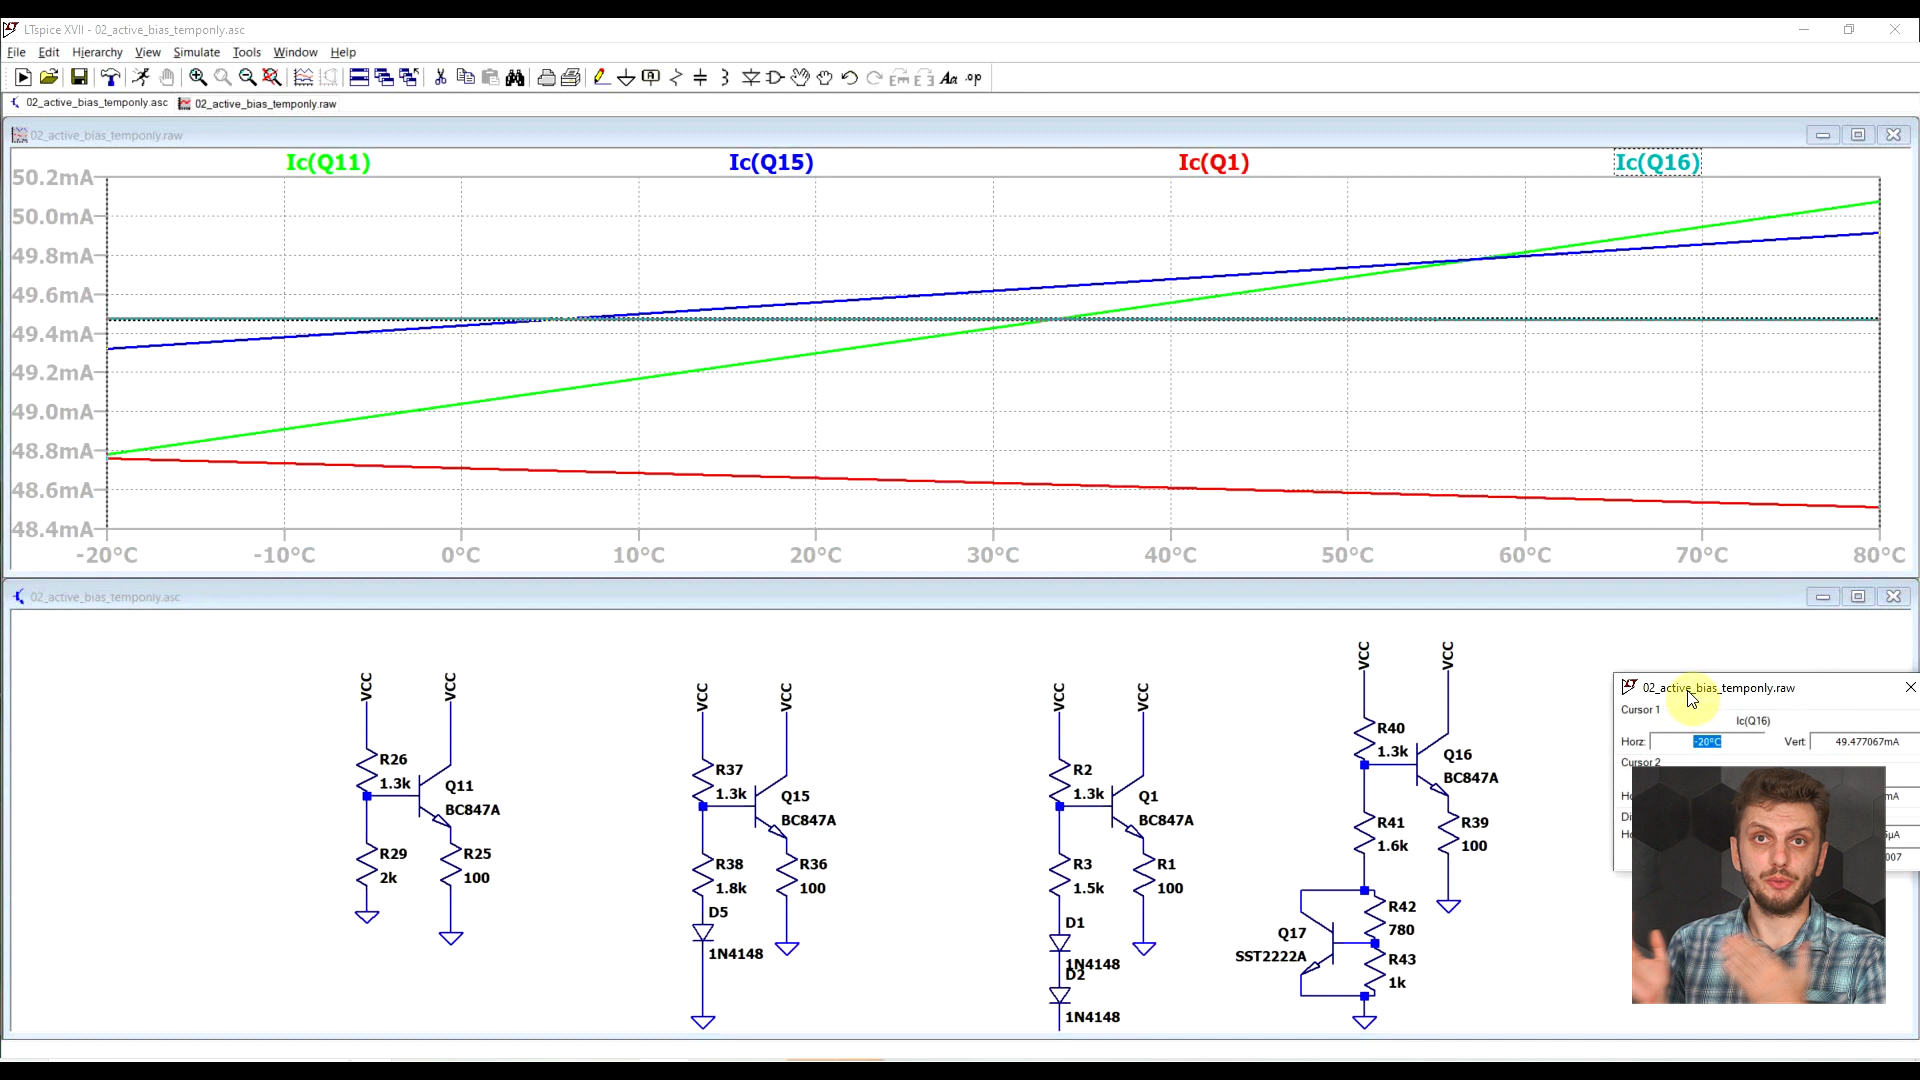 LTspice XVII - 02_active_bias_temponly.asc
File Edit Hierarchy View Simulate Tools Window Help
02_active_bias_temponly.asc 02_active_bias_temponly.raw
02_active_bias_temponly.raw
Ic(Q11) Ic(Q15) Ic(Q1) Ic(Q16)
50.2mA
50.0mA
49.8mA
49.6mA
49.4mA
49.2mA
49.0mA
48.8mA
48.6mA
48.4mA
-20°C -10°C 0°C 10°C 20°C 30°C 40°C 50°C 60°C 70°C 80°C
02_active_bias_temponly.asc
VCC VCC
R26
1.3k
Q11
BC847A
R29
2k
R25
100
VCC VCC
R37
1.3k
Q15
BC847A
R38
1.8k
R36
100
D5
1N4148
VCC VCC
R2
1.3k
Q1
BC847A
R3
1.5k
R1
100
D1
1N4148
D2
1N4148
VCC VCC
R40
1.3k
Q16
BC847A
R41
1.6k
R39
100
Q17
SST2222A
R42
780
R43
1k
02_active_bias_temponly.raw
Cursor 1
Ic(Q16)
Horz: -20°C Vert: 49.477067mA
Cursor 2
mA
µA
007